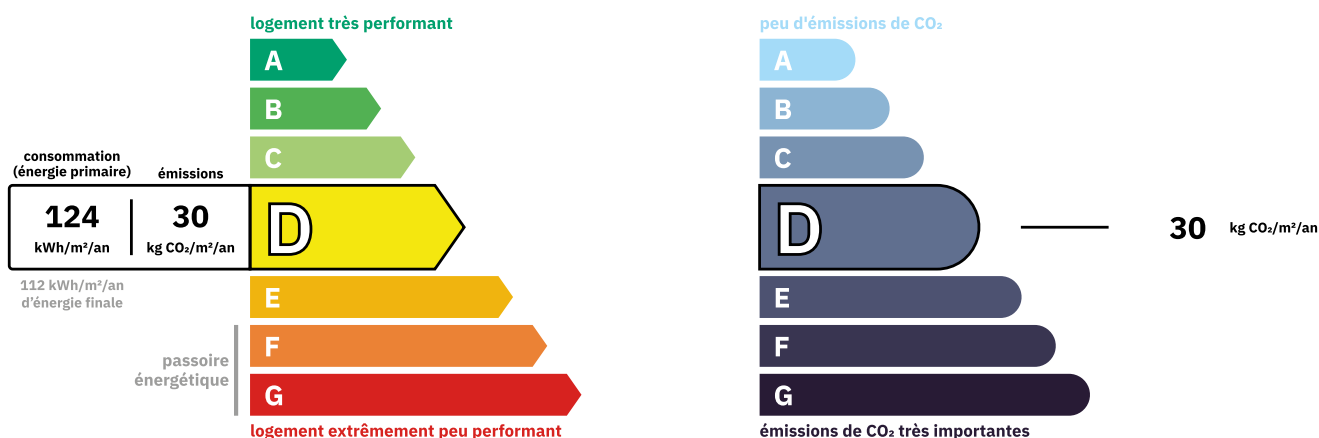 logement très performant
A
B
C
consommation
(énergie primaire)
émissions
124
kWh/m²/an
30
kg CO₂/m²/an
D
112 kWh/m²/an
d'énergie finale
E
F
passoire
énergétique
G
logement extrêmement peu performant
peu d'émissions de CO₂
A
B
C
D
30 kg CO₂/m²/an
E
F
G
émissions de CO₂ très importantes